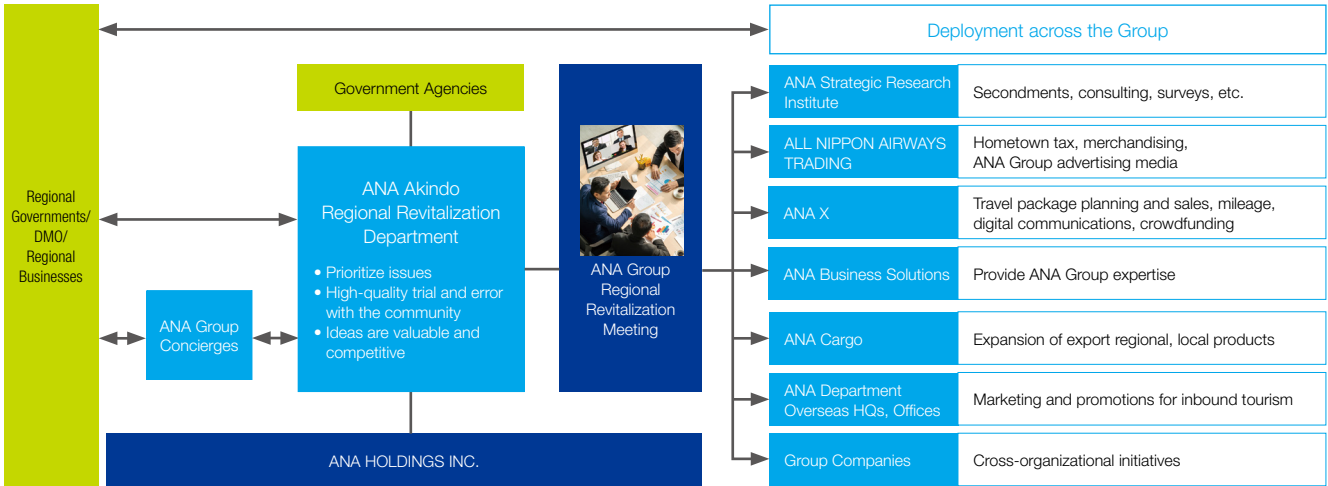 Regional
Governments/
DMO/
Regional
Businesses
Deployment across the Group
Government Agencies
ANA Akindo
Regional Revitalization
Department
• Prioritize issues
• High-quality trial and error
with the community
• Ideas are valuable and
competitive
ANA Group
Concierges
ANA HOLDINGS INC.
ANA Group
Regional
Revitalization
Meeting
ANA Strategic Research
Institute
Secondments, consulting, surveys, etc.
ALL NIPPON AIRWAYS
TRADING
Hometown tax, merchandising,
ANA Group advertising media
ANA X
Travel package planning and sales, mileage,
digital communications, crowdfunding
ANA Business Solutions
Provide ANA Group expertise
ANA Cargo
Expansion of export regional, local products
ANA Department
Overseas HQs, Offices
Marketing and promotions for inbound tourism
Group Companies
Cross-organizational initiatives